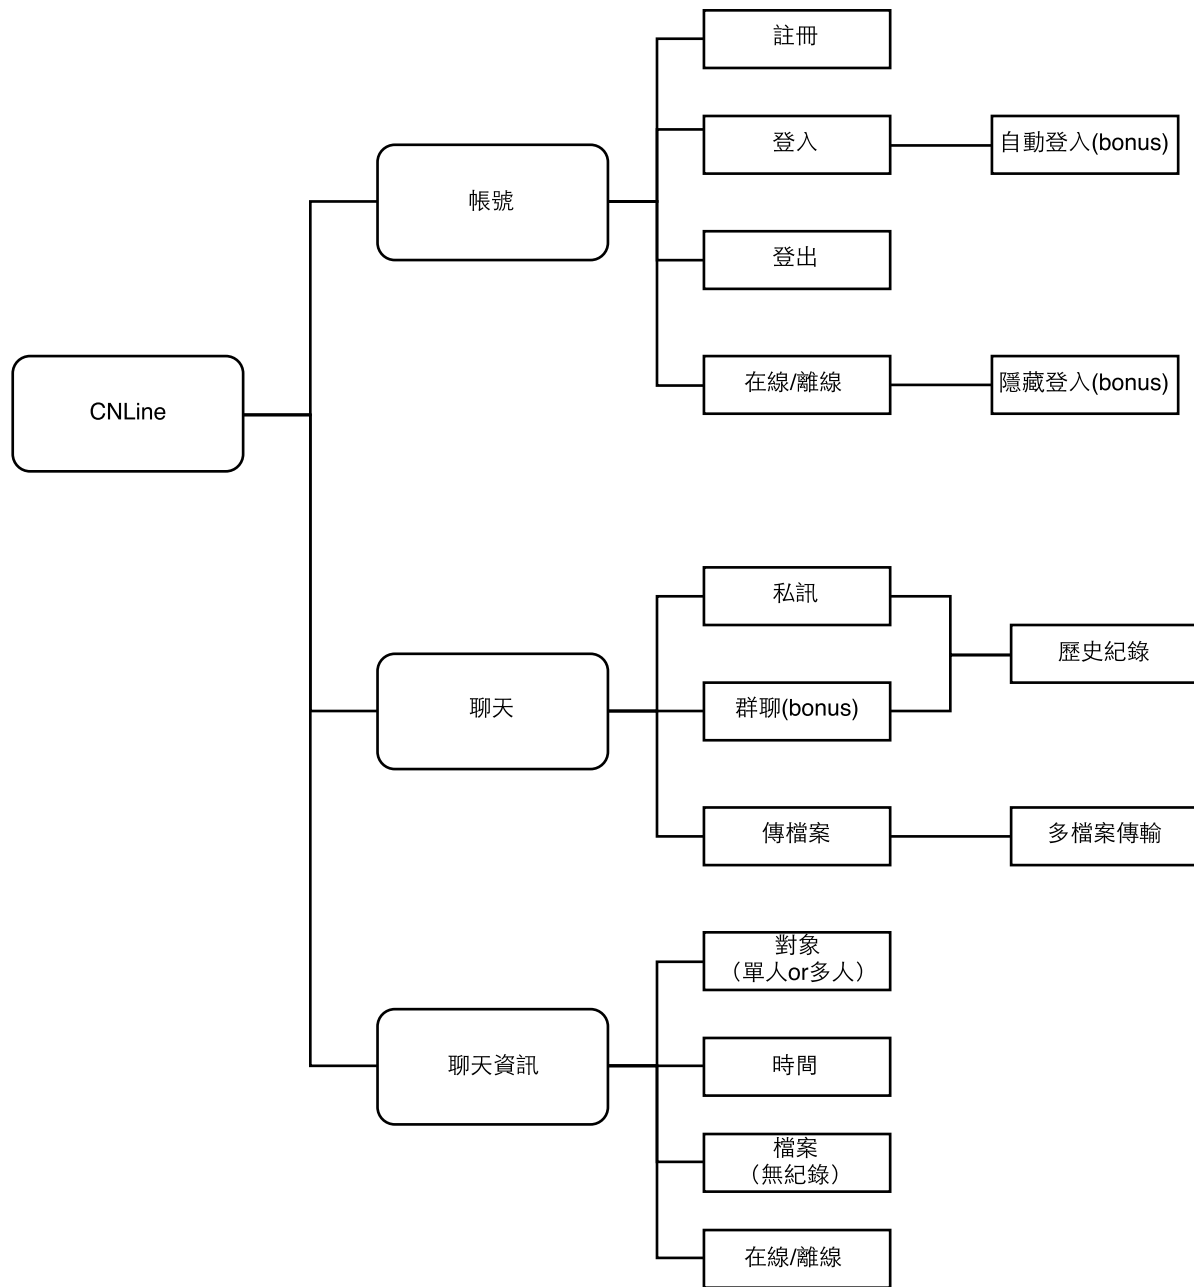 CNLine
帳號
註冊
登入
自動登入(bonus)
登出
在線/離線
隱藏登入(bonus)
聊天
私訊
群聊(bonus)
歷史紀錄
傳檔案
多檔案傳輸
聊天資訊
對象
（單人or多人）
時間
檔案
（無紀錄）
在線/離線